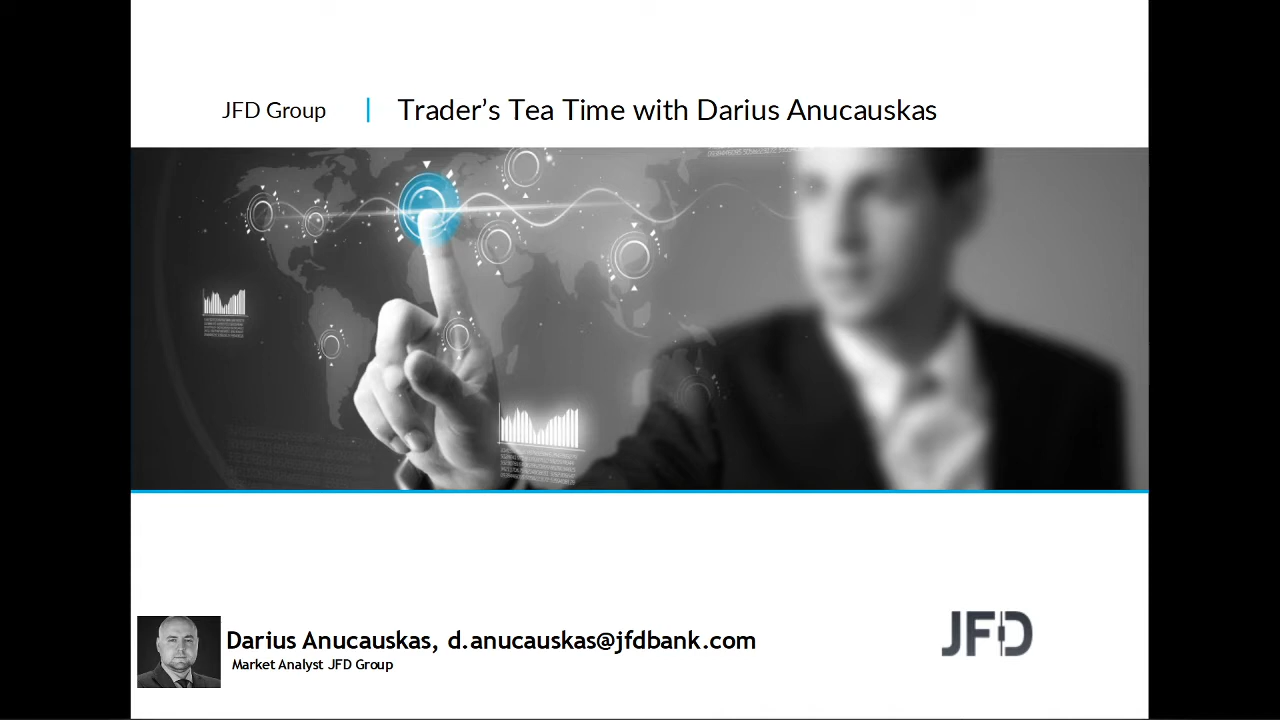 JFD Group | Trader's Tea Time with Darius Anucauskas
Darius Anucauskas, d.anucauskas@jfdbank.com
Market Analyst JFD Group
JFD